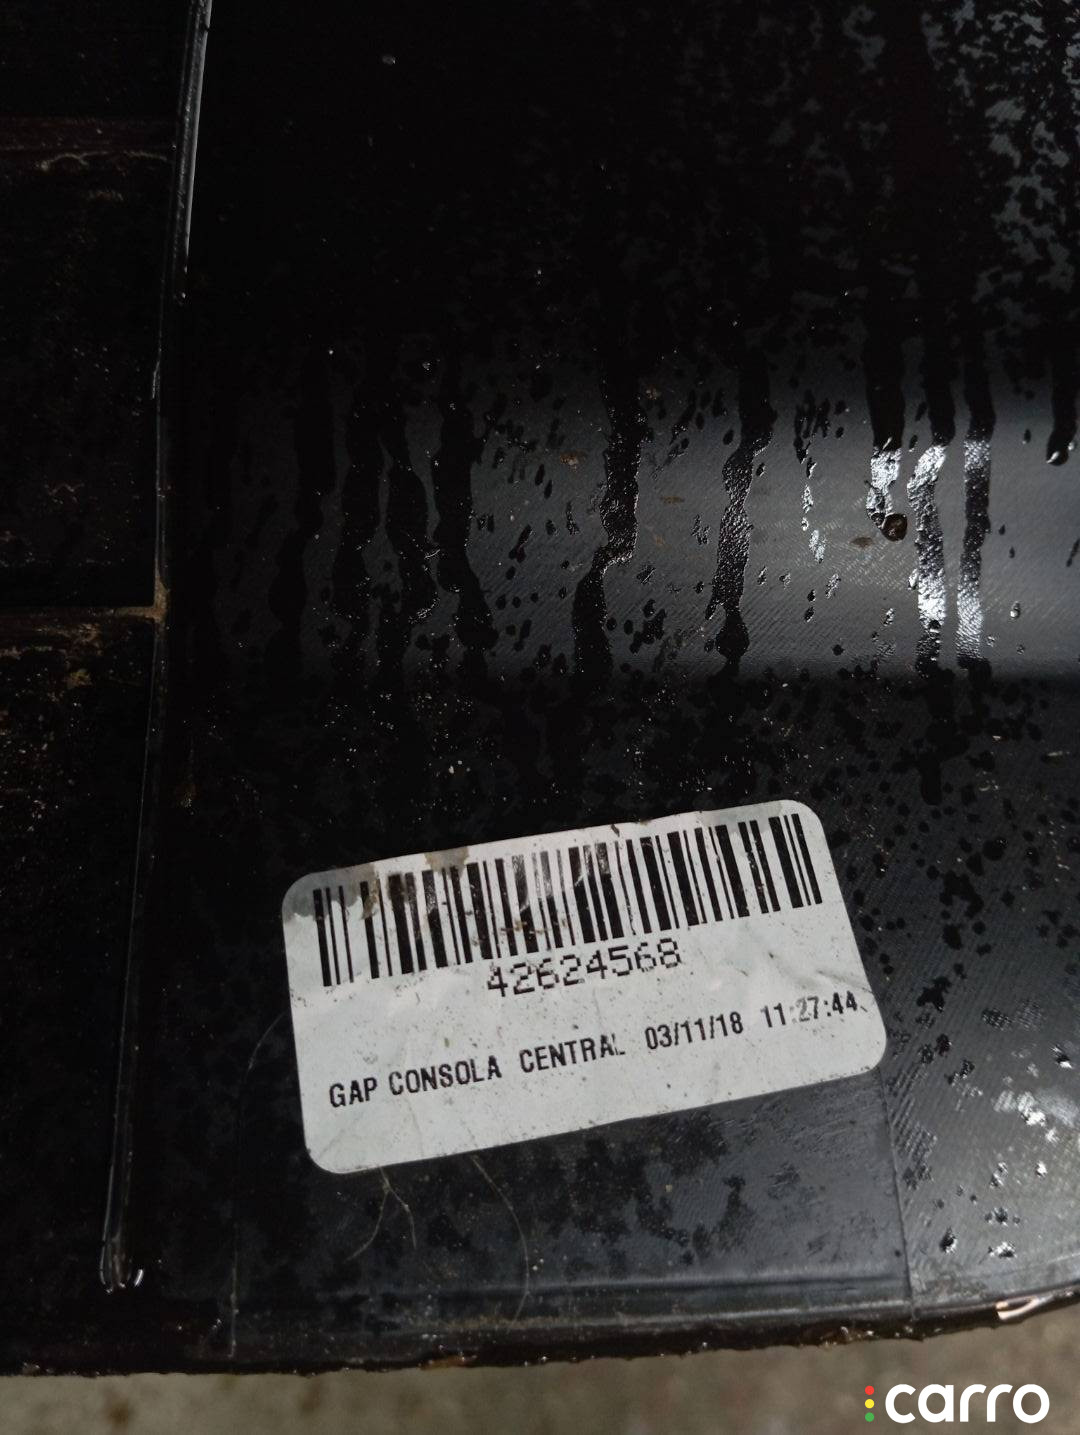 42624568
GAP CONSOLA CENTRAL 03/11/18 11:27:44
carro